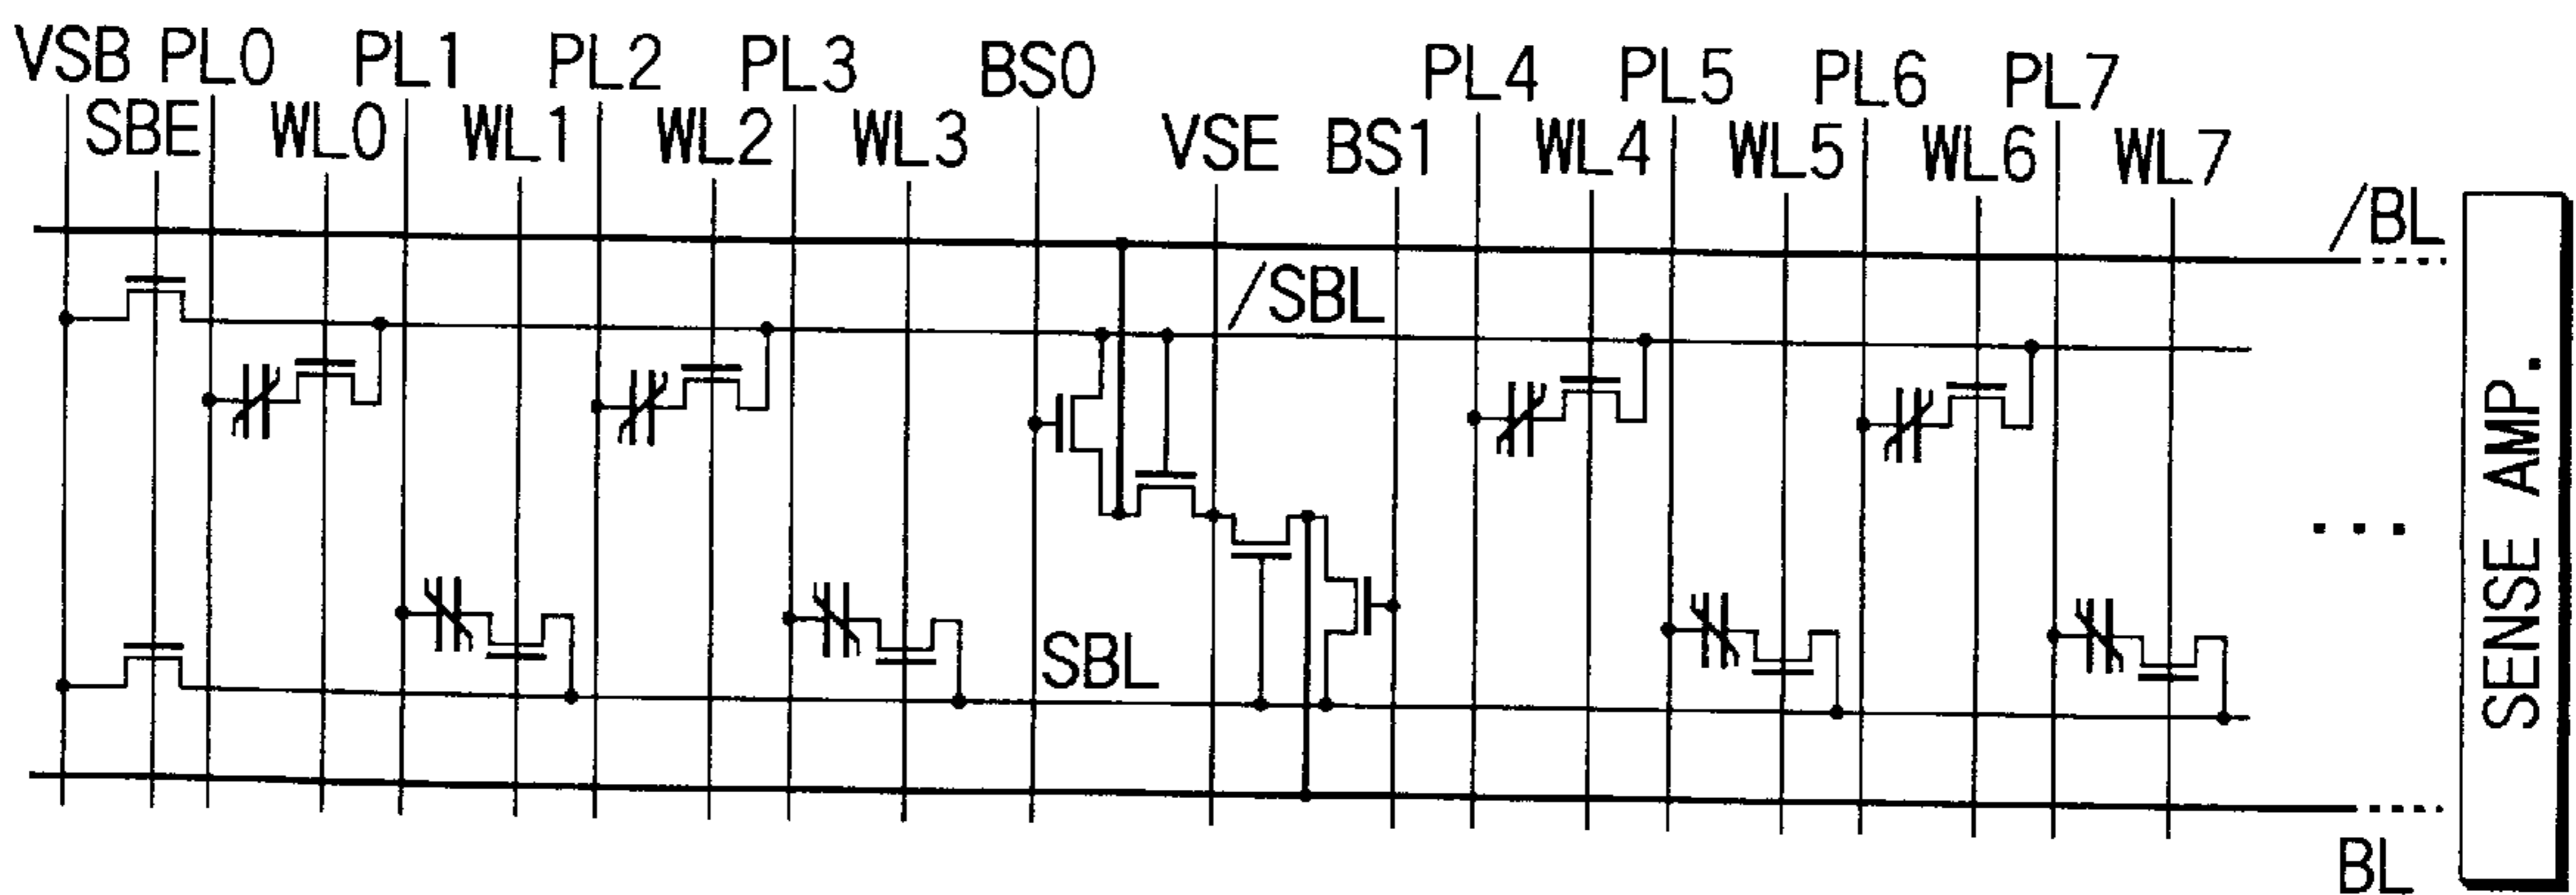 VSB PL0 PL1 PL2 PL3 BS0 PL4 PL5 PL6 PL7
SBE WL0 WL1 WL2 WL3 VSE BS1 WL4 WL5 WL6 WL7
/BL
/SBL
SBL
BL
SENSE AMP.